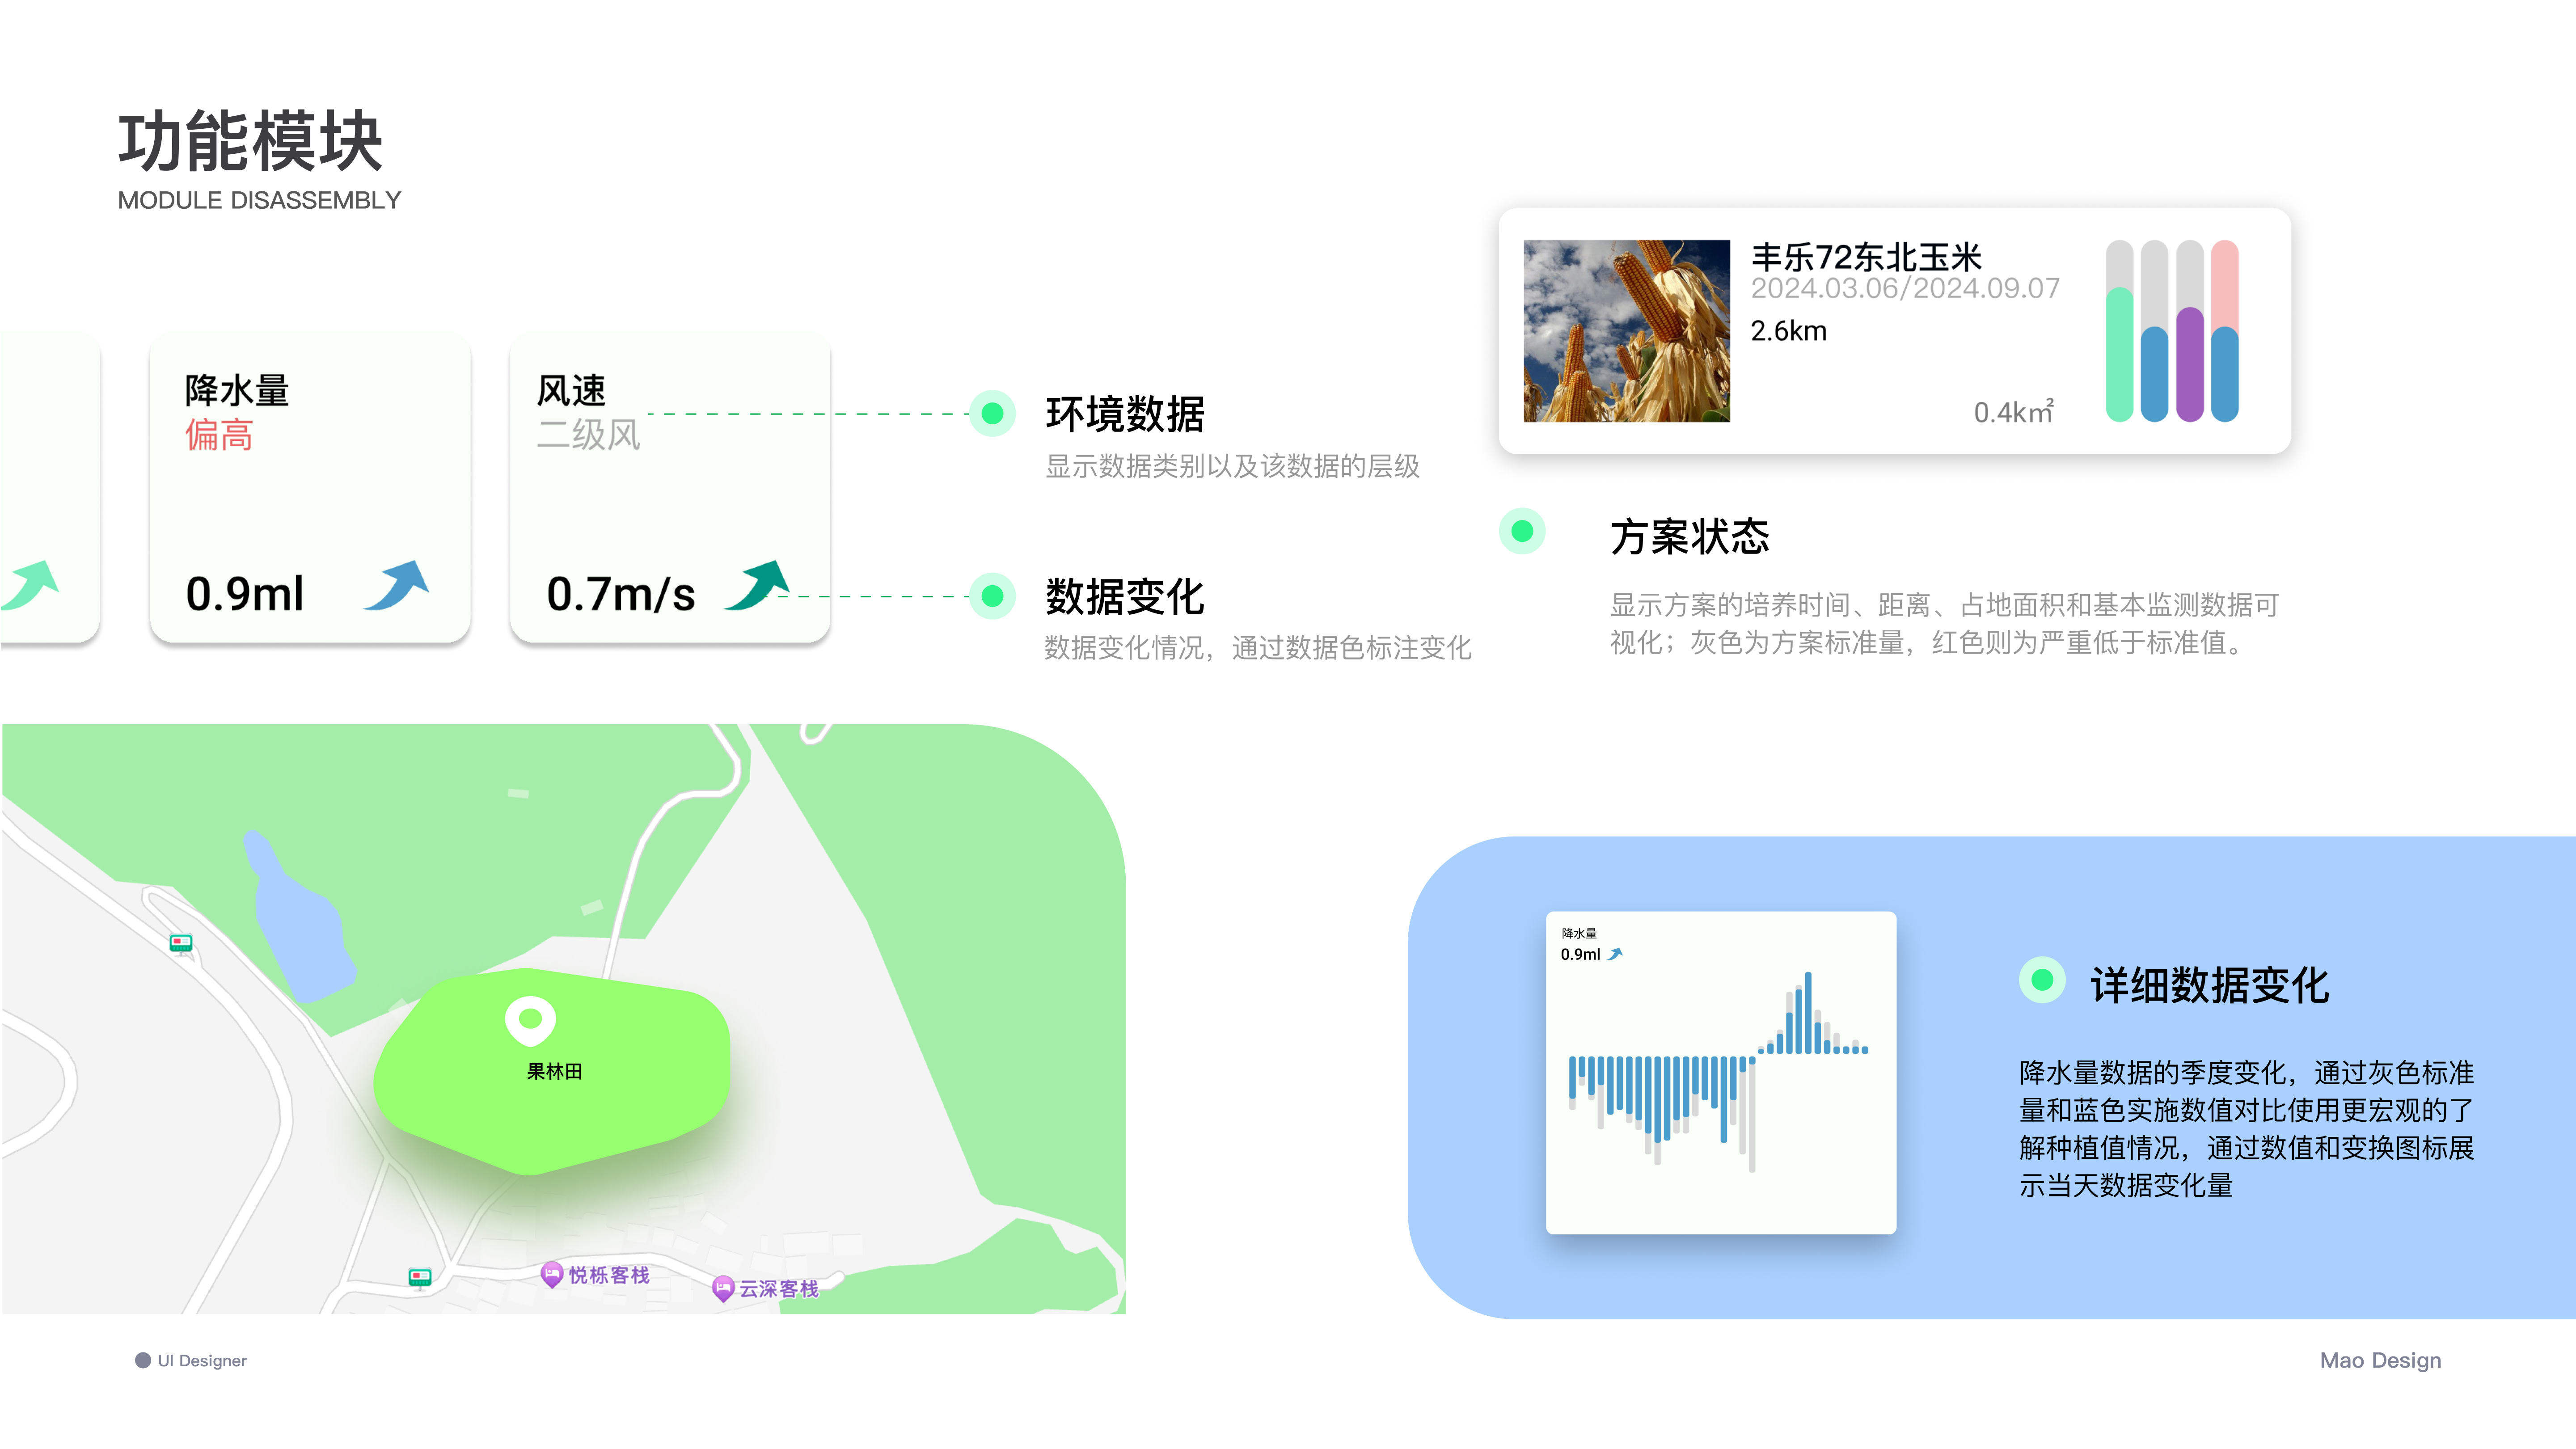 功能模块
MODULE DISASSEMBLY
降水量
偏高
0.9ml
风速
二级风
0.7m/s
环境数据
显示数据类别以及该数据的层级
数据变化
数据变化情况，通过数据色标注变化
丰乐72东北玉米
2024.03.06/2024.09.07
2.6km
0.4km²
方案状态
显示方案的培养时间、距离、占地面积和基本监测数据可
视化；灰色为方案标准量，红色则为严重低于标准值。
果林田
悦栎客栈
云深客栈
降水量
0.9ml
详细数据变化
降水量数据的季度变化，通过灰色标准
量和蓝色实施数值对比使用更宏观的了
解种植值情况，通过数值和变换图标展
示当天数据变化量
UI Designer
Mao Design